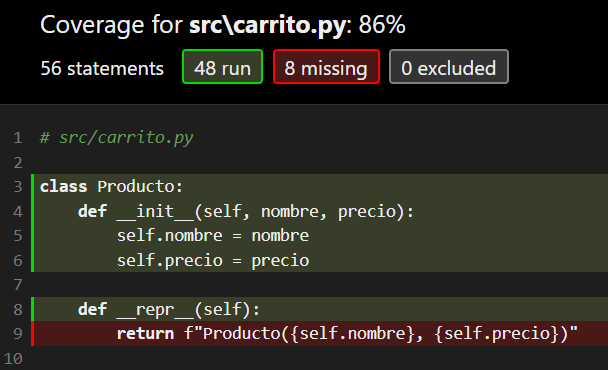 Coverage for src\carrito.py: 86%
56 statements 48 run 8 missing 0 excluded
1 # src/carrito.py
2
3 class Producto:
4 def __init__(self, nombre, precio):
5 self.nombre = nombre
6 self.precio = precio
7
8 def __repr__(self):
9 return f"Producto({self.nombre}, {self.precio})"
10